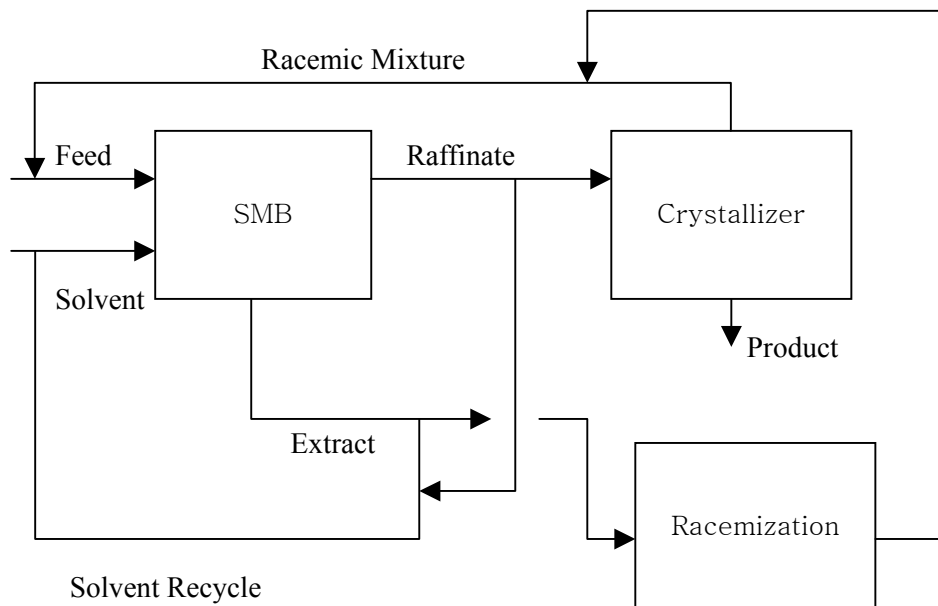 Racemic Mixture
Feed
Raffinate
SMB
Crystallizer
Solvent
Product
Extract
Racemization
Solvent Recycle